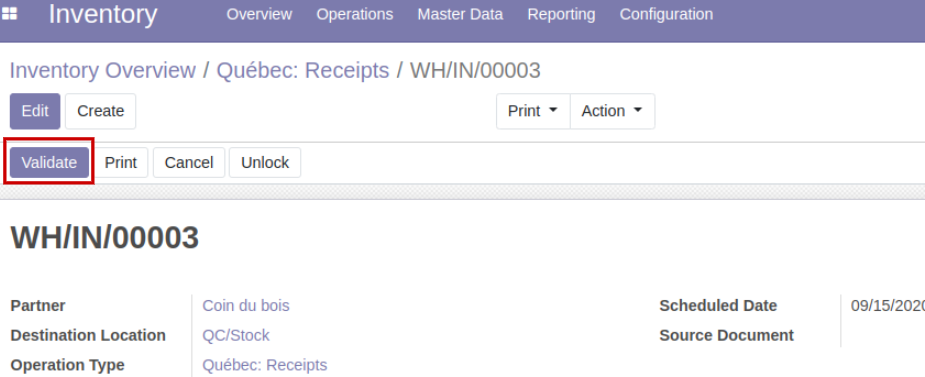 Inventory Overview Operations Master Data Reporting Configuration
Inventory Overview / Québec: Receipts / WH/IN/00003
Edit Create Print Action
Validate Print Cancel Unlock
WH/IN/00003
Partner Coin du bois Scheduled Date 09/15/2020
Destination Location QC/Stock Source Document
Operation Type Québec: Receipts